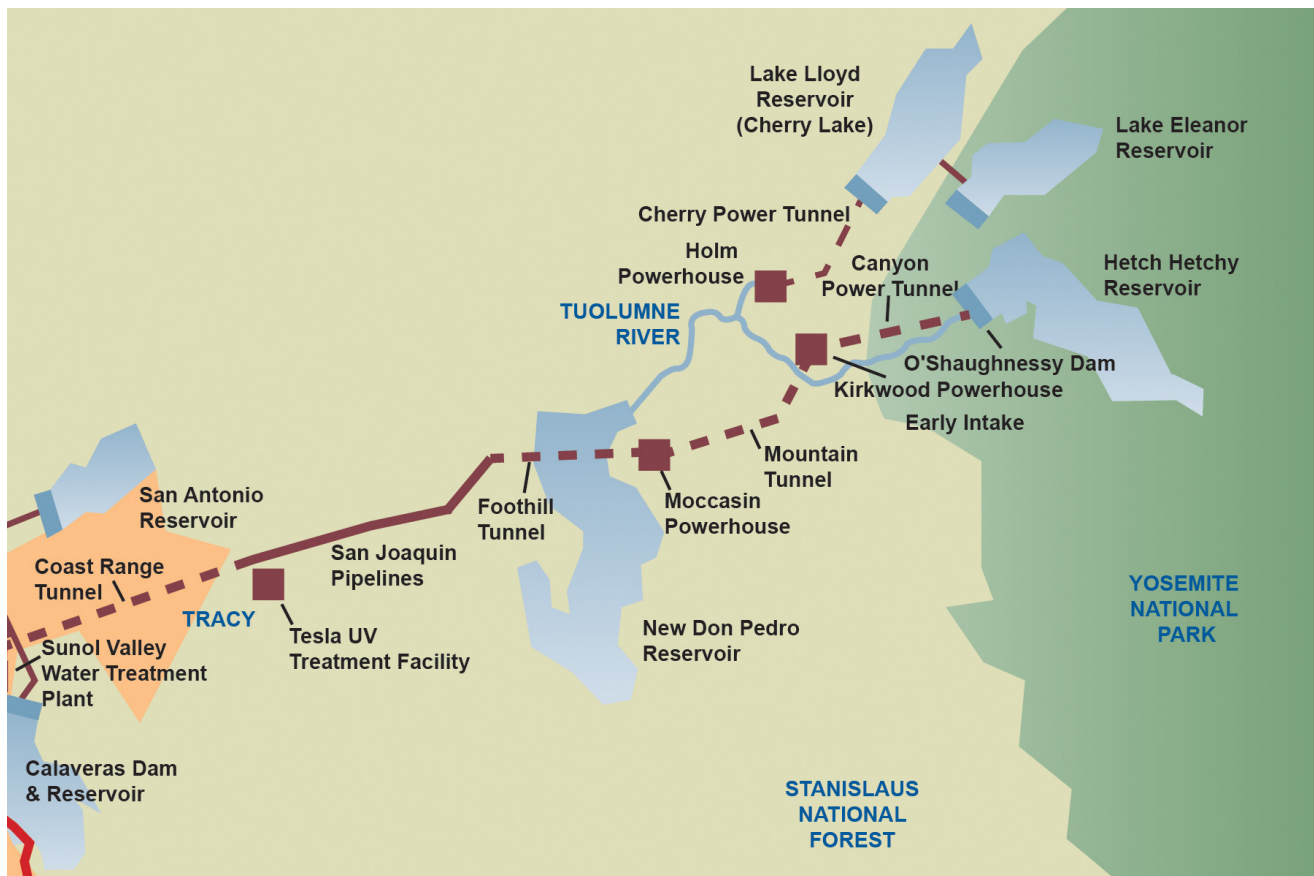 Lake Lloyd
Reservoir
(Cherry Lake)
Lake Eleanor
Reservoir
Cherry Power Tunnel
Holm
Powerhouse
Canyon
Power Tunnel
Hetch Hetchy
Reservoir
TUOLUMNE
RIVER
O'Shaughnessy Dam
Kirkwood Powerhouse
Early Intake
Mountain
Tunnel
Moccasin
Powerhouse
Foothill
Tunnel
San Antonio
Reservoir
San Joaquin
Pipelines
Coast Range
Tunnel
TRACY
Tesla UV
Treatment Facility
New Don Pedro
Reservoir
YOSEMITE
NATIONAL
PARK
Sunol Valley
Water Treatment
Plant
Calaveras Dam
& Reservoir
STANISLAUS
NATIONAL
FOREST